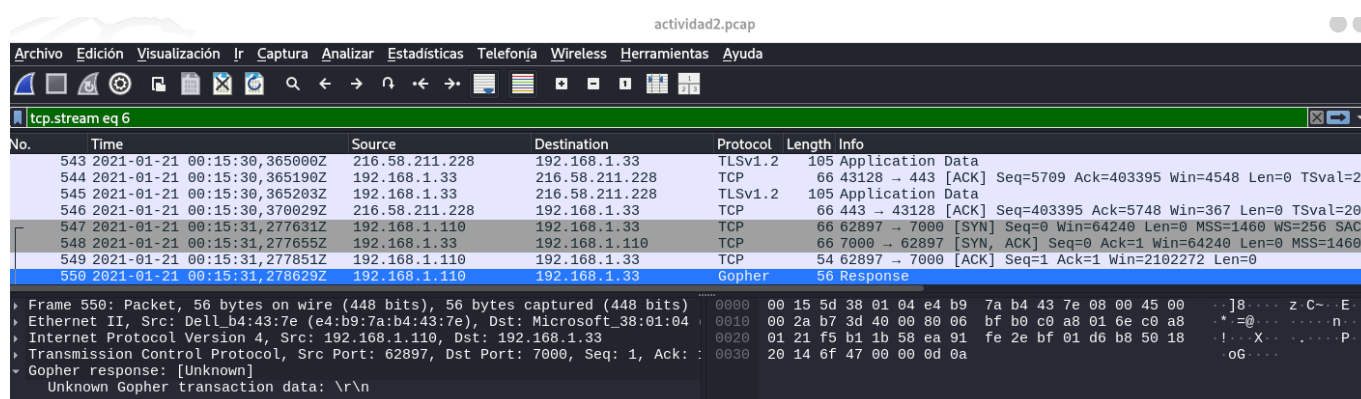 actividad2.pcap
Archivo Edición Visualización Ir Captura Analizar Estadísticas Telefonía Wireless Herramientas Ayuda
tcp.stream eq 6
No. Time Source Destination Protocol Length Info
543 2021-01-21 00:15:30,365000Z 216.58.211.228 192.168.1.33 TLSv1.2 105 Application Data
544 2021-01-21 00:15:30,365190Z 192.168.1.33 216.58.211.228 TCP 66 43128 → 443 [ACK] Seq=5709 Ack=403395 Win=4548 Len=0 TSval=2
545 2021-01-21 00:15:30,365203Z 192.168.1.33 216.58.211.228 TLSv1.2 105 Application Data
546 2021-01-21 00:15:30,370029Z 216.58.211.228 192.168.1.33 TCP 66 443 → 43128 [ACK] Seq=403395 Ack=5748 Win=367 Len=0 TSval=20
547 2021-01-21 00:15:31,277631Z 192.168.1.110 192.168.1.33 TCP 66 62897 → 7000 [SYN] Seq=0 Win=64240 Len=0 MSS=1460 WS=256 SAC
548 2021-01-21 00:15:31,277655Z 192.168.1.33 192.168.1.110 TCP 66 7000 → 62897 [SYN, ACK] Seq=0 Ack=1 Win=64240 Len=0 MSS=1460
549 2021-01-21 00:15:31,277851Z 192.168.1.110 192.168.1.33 TCP 54 62897 → 7000 [ACK] Seq=1 Ack=1 Win=2102272 Len=0
550 2021-01-21 00:15:31,278629Z 192.168.1.110 192.168.1.33 Gopher 56 Response
Frame 550: Packet, 56 bytes on wire (448 bits), 56 bytes captured (448 bits)
Ethernet II, Src: Dell_b4:43:7e (e4:b9:7a:b4:43:7e), Dst: Microsoft_38:01:04
Internet Protocol Version 4, Src: 192.168.1.110, Dst: 192.168.1.33
Transmission Control Protocol, Src Port: 62897, Dst Port: 7000, Seq: 1, Ack:
Gopher response: [Unknown]
Unknown Gopher transaction data: \r\n
0000 00 15 5d 38 01 04 e4 b9 7a b4 43 7e 08 00 45 00 ··]8···· z·C~··E·
0010 00 2a b7 3d 40 00 80 06 bf b0 c0 a8 01 6e c0 a8 ·*·=@··· ·····n··
0020 01 21 f5 b1 1b 58 ea 91 fe 2e bf 01 d6 b8 50 18 ·!···X·· ·.····P·
0030 20 14 6f 47 00 00 0d 0a ·oG····